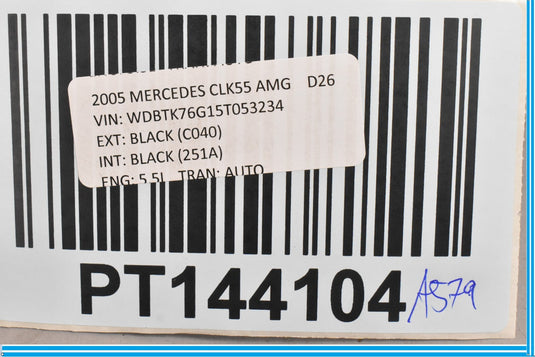 2005 MERCEDES CLK55 AMG D26
VIN: WDBTK76G15T053234
EXT: BLACK (C040)
INT: BLACK (251A)
ENG: 5.5L TRAN: AUTO
PT144104 A579